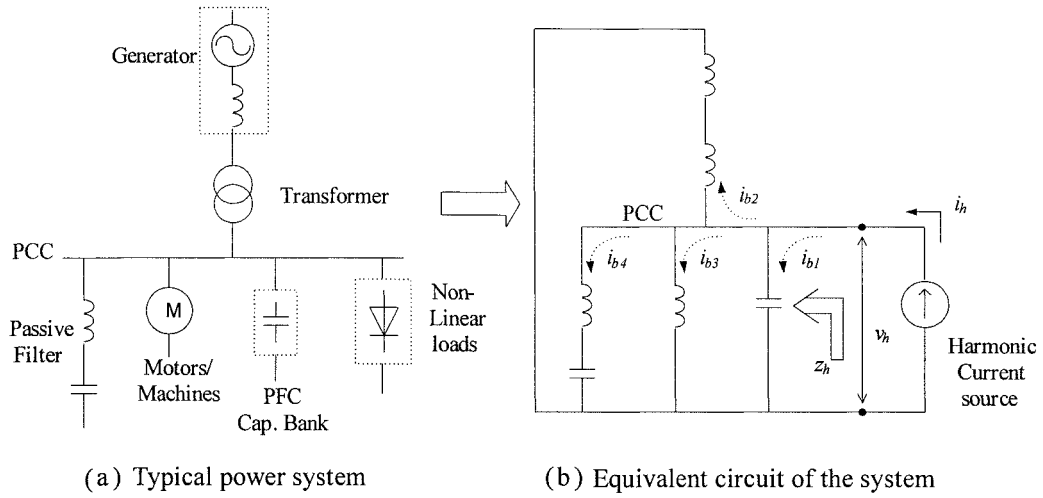 Generator
Transformer
PCC
M
Passive
Filter
Motors/
Machines
PFC
Cap. Bank
Non-
Linear
loads
(a) Typical power system
PCC
i_b2
i_h
i_b4
i_b3
i_b1
z_h
v_h
Harmonic
Current
source
(b) Equivalent circuit of the system